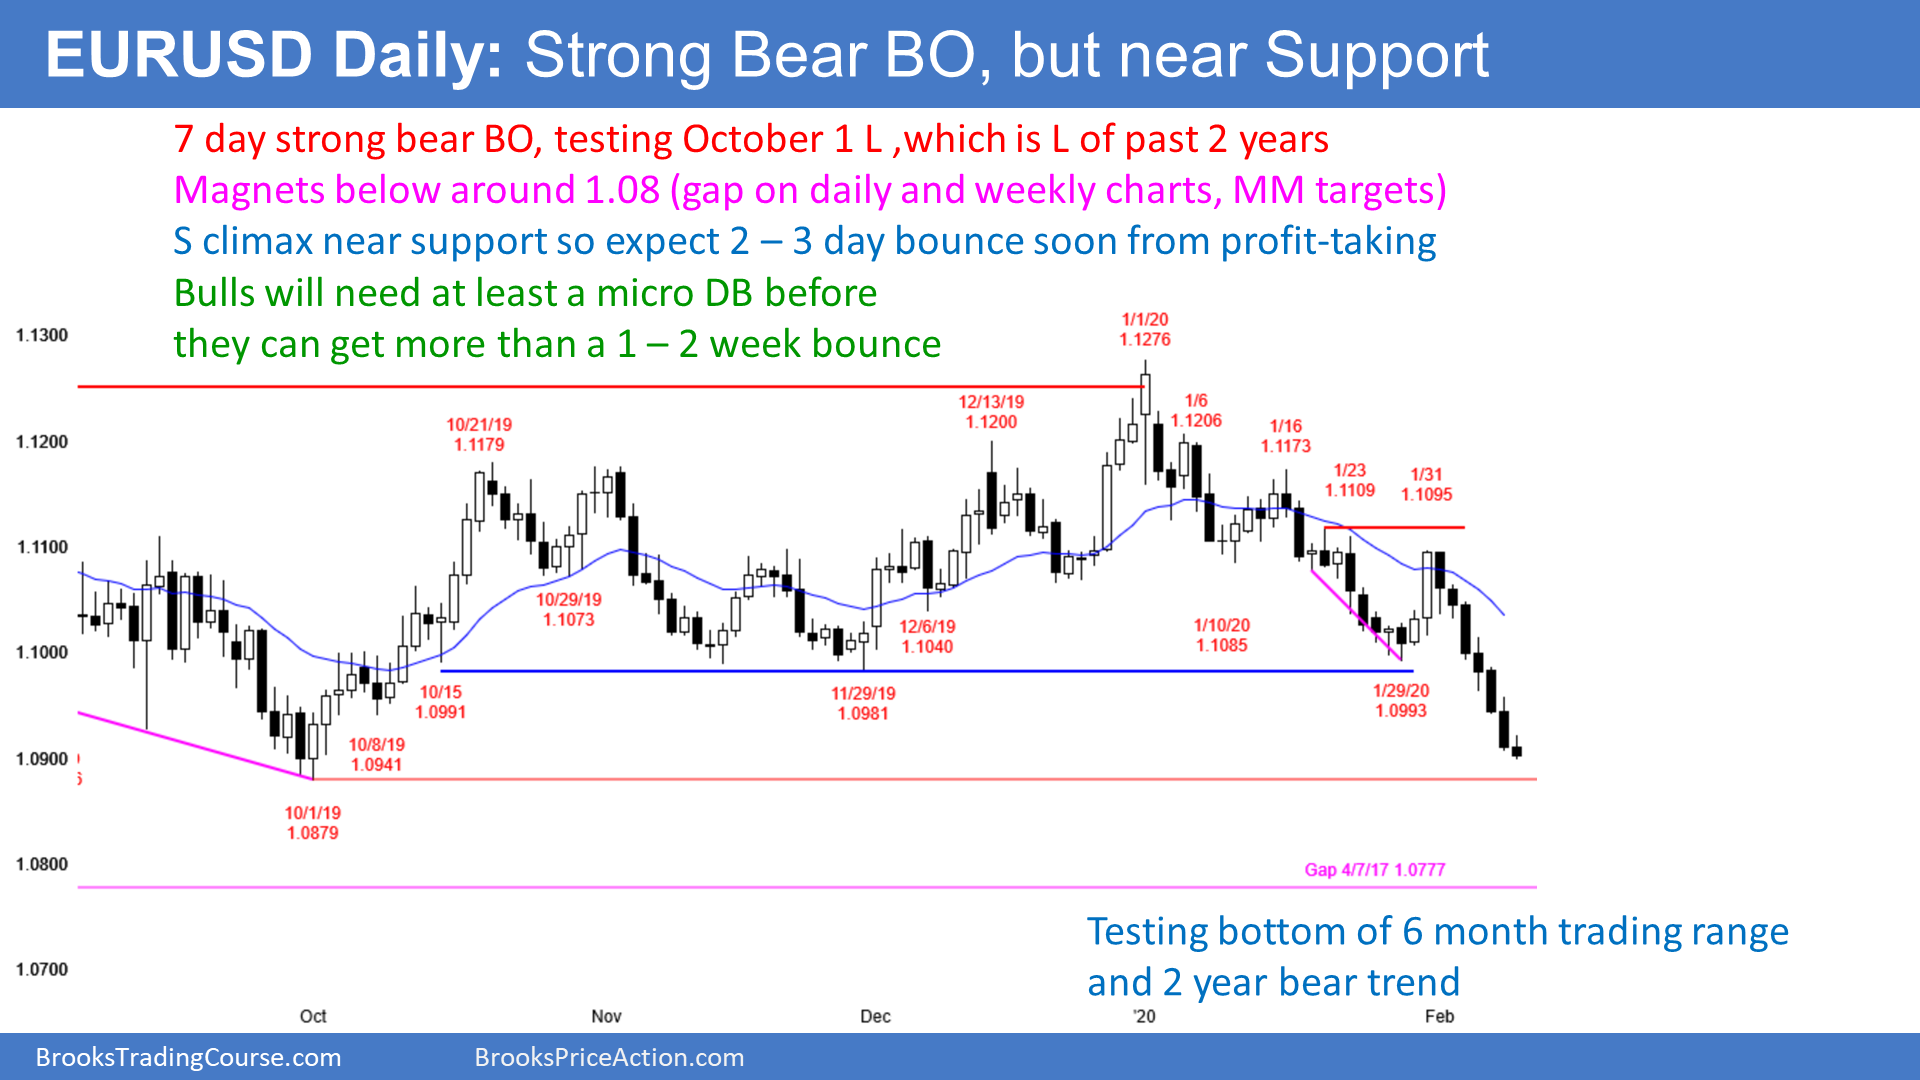 EURUSD Daily: Strong Bear BO, but near Support
7 day strong bear BO, testing October 1 L ,which is L of past 2 years
Magnets below around 1.08 (gap on daily and weekly charts, MM targets)
S climax near support so expect 2 – 3 day bounce soon from profit-taking
Bulls will need at least a micro DB before
they can get more than a 1 – 2 week bounce
1.1300
1.1200
1.1100
1.1000
1.0900
1.0800
1.0700
10/1/19
1.0879
10/8/19
1.0941
10/15
1.0991
10/21/19
1.1179
10/29/19
1.1073
11/29/19
1.0981
12/6/19
1.1040
12/13/19
1.1200
1/1/20
1.1276
1/6
1.1206
1/10/20
1.1085
1/16
1.1173
1/23
1.1109
1/29/20
1.0993
1/31
1.1095
Gap 4/7/17 1.0777
Testing bottom of 6 month trading range
and 2 year bear trend
Oct
Nov
Dec
'20
Feb
BrooksTradingCourse.com
BrooksPriceAction.com